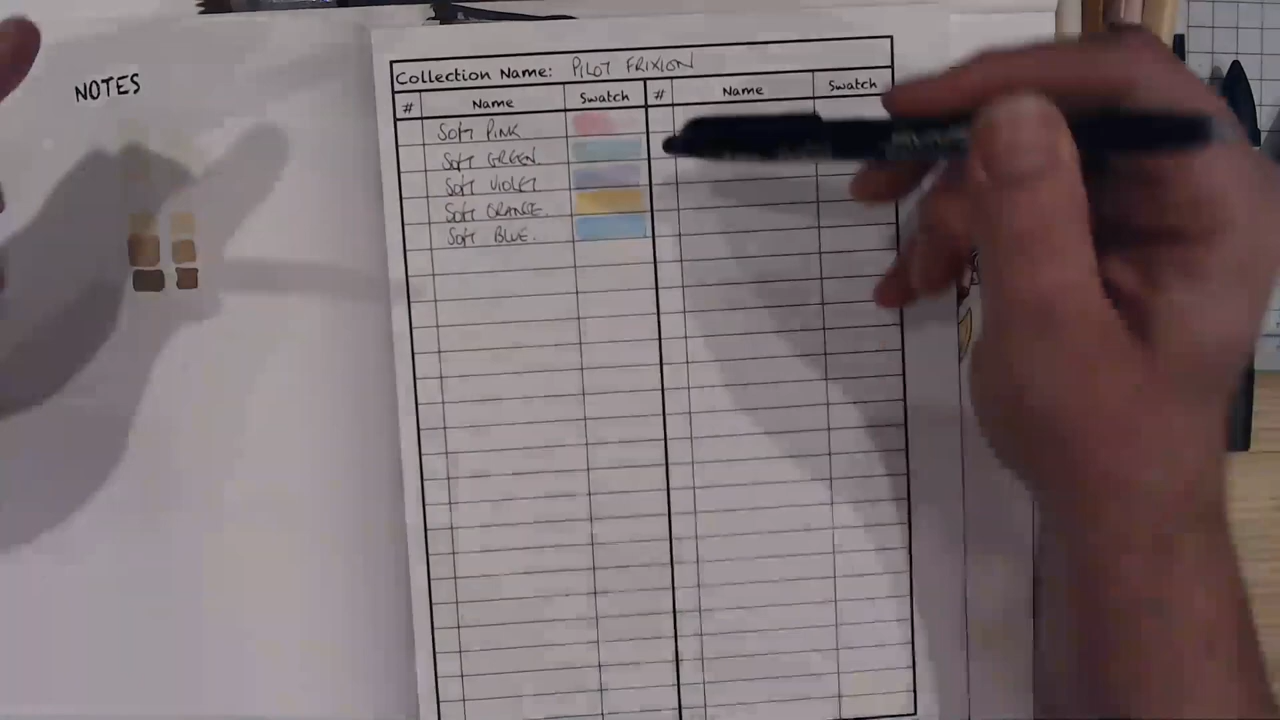 NOTES
Collection Name: PILOT FRIXION
# Name Swatch # Name Swatch
Soft PINK
Soft GREEN
Soft VIOLET
Soft ORANGE.
Soft BLUE.